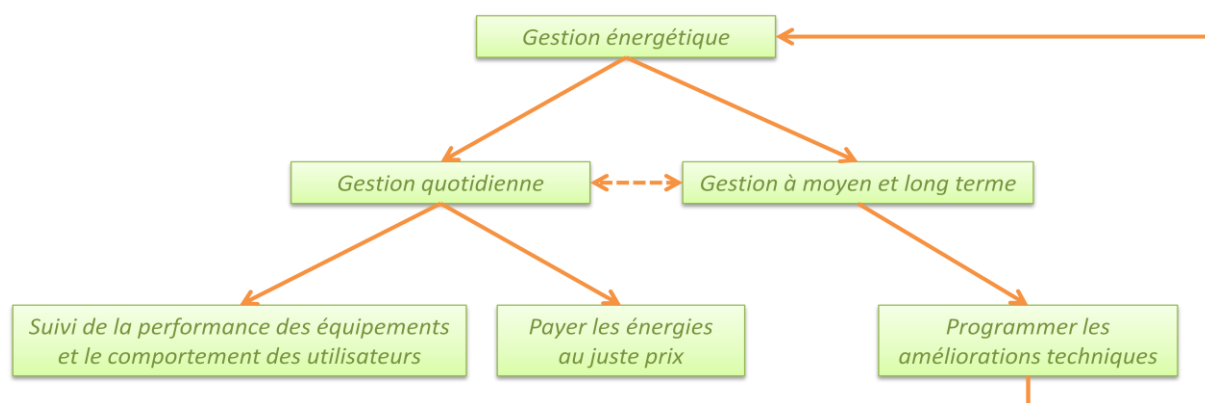 Gestion énergétique
Gestion quotidienne
Gestion à moyen et long terme
Suivi de la performance des équipements
et le comportement des utilisateurs
Payer les énergies
au juste prix
Programmer les
améliorations techniques